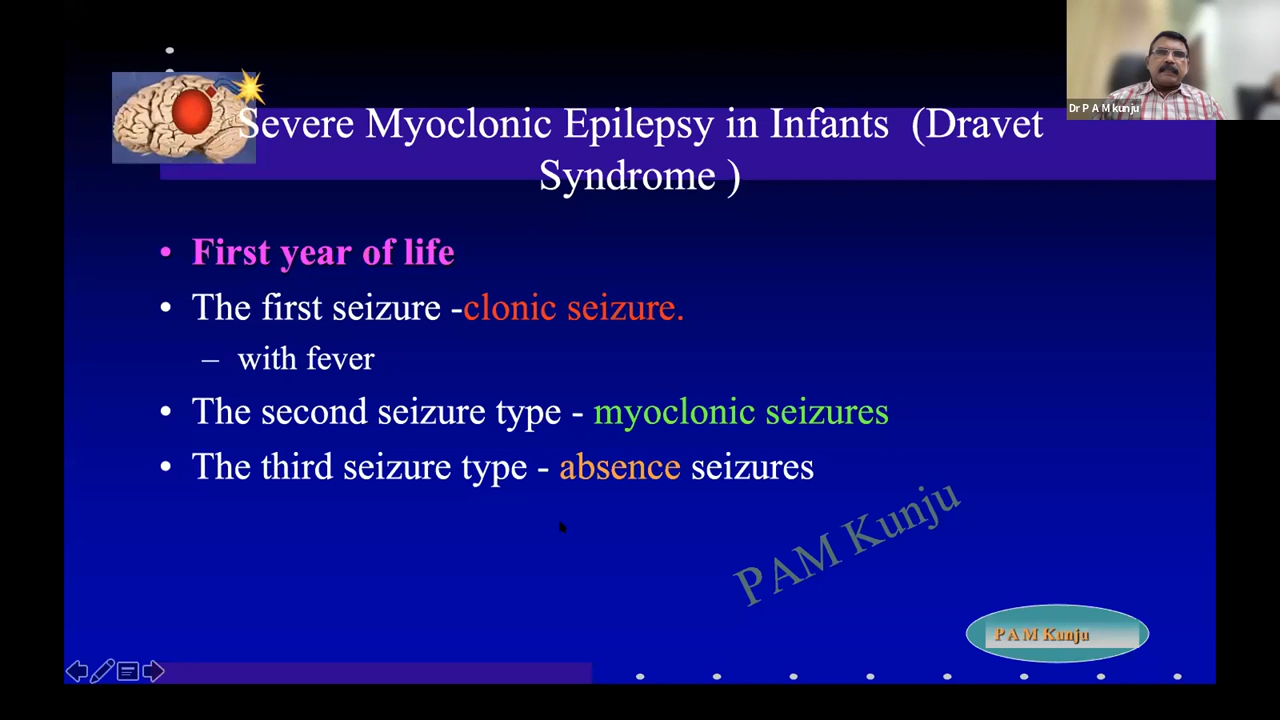 Dr P A M kunju
Severe Myoclonic Epilepsy in Infants (Dravet
Syndrome )
• First year of life
• The first seizure -clonic seizure.
– with fever
• The second seizure type - myoclonic seizures
• The third seizure type - absence seizures
PAM Kunju
P A M Kunju